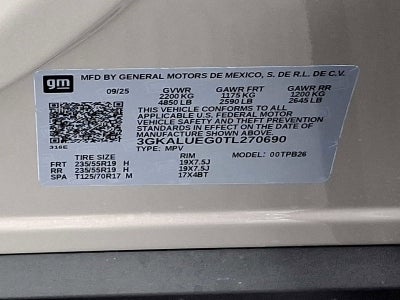 gm
MFD BY GENERAL MOTORS DE MEXICO, S. DE R.L. DE C.V.
09/25 GVWR GAWR FRT GAWR RR
2200 KG 1175 KG 1200 KG
4850 LB 2590 LB 2645 LB
THIS VEHICLE CONFORMS TO ALL
APPLICABLE U.S. FEDERAL MOTOR
VEHICLE SAFETY AND THEFT PREVENTION
STANDARDS IN EFFECT ON THE DATE OF
MANUFACTURE SHOWN ABOVE.
3GKALUEG0TL270690
316E TYPE: MPV MODEL: 00TPB26
TIRE SIZE RIM
FRT 235/55R19 H 19X7.5J
RR 235/55R19 H 19X7.5J
SPA T125/70R17 M 17X4BT